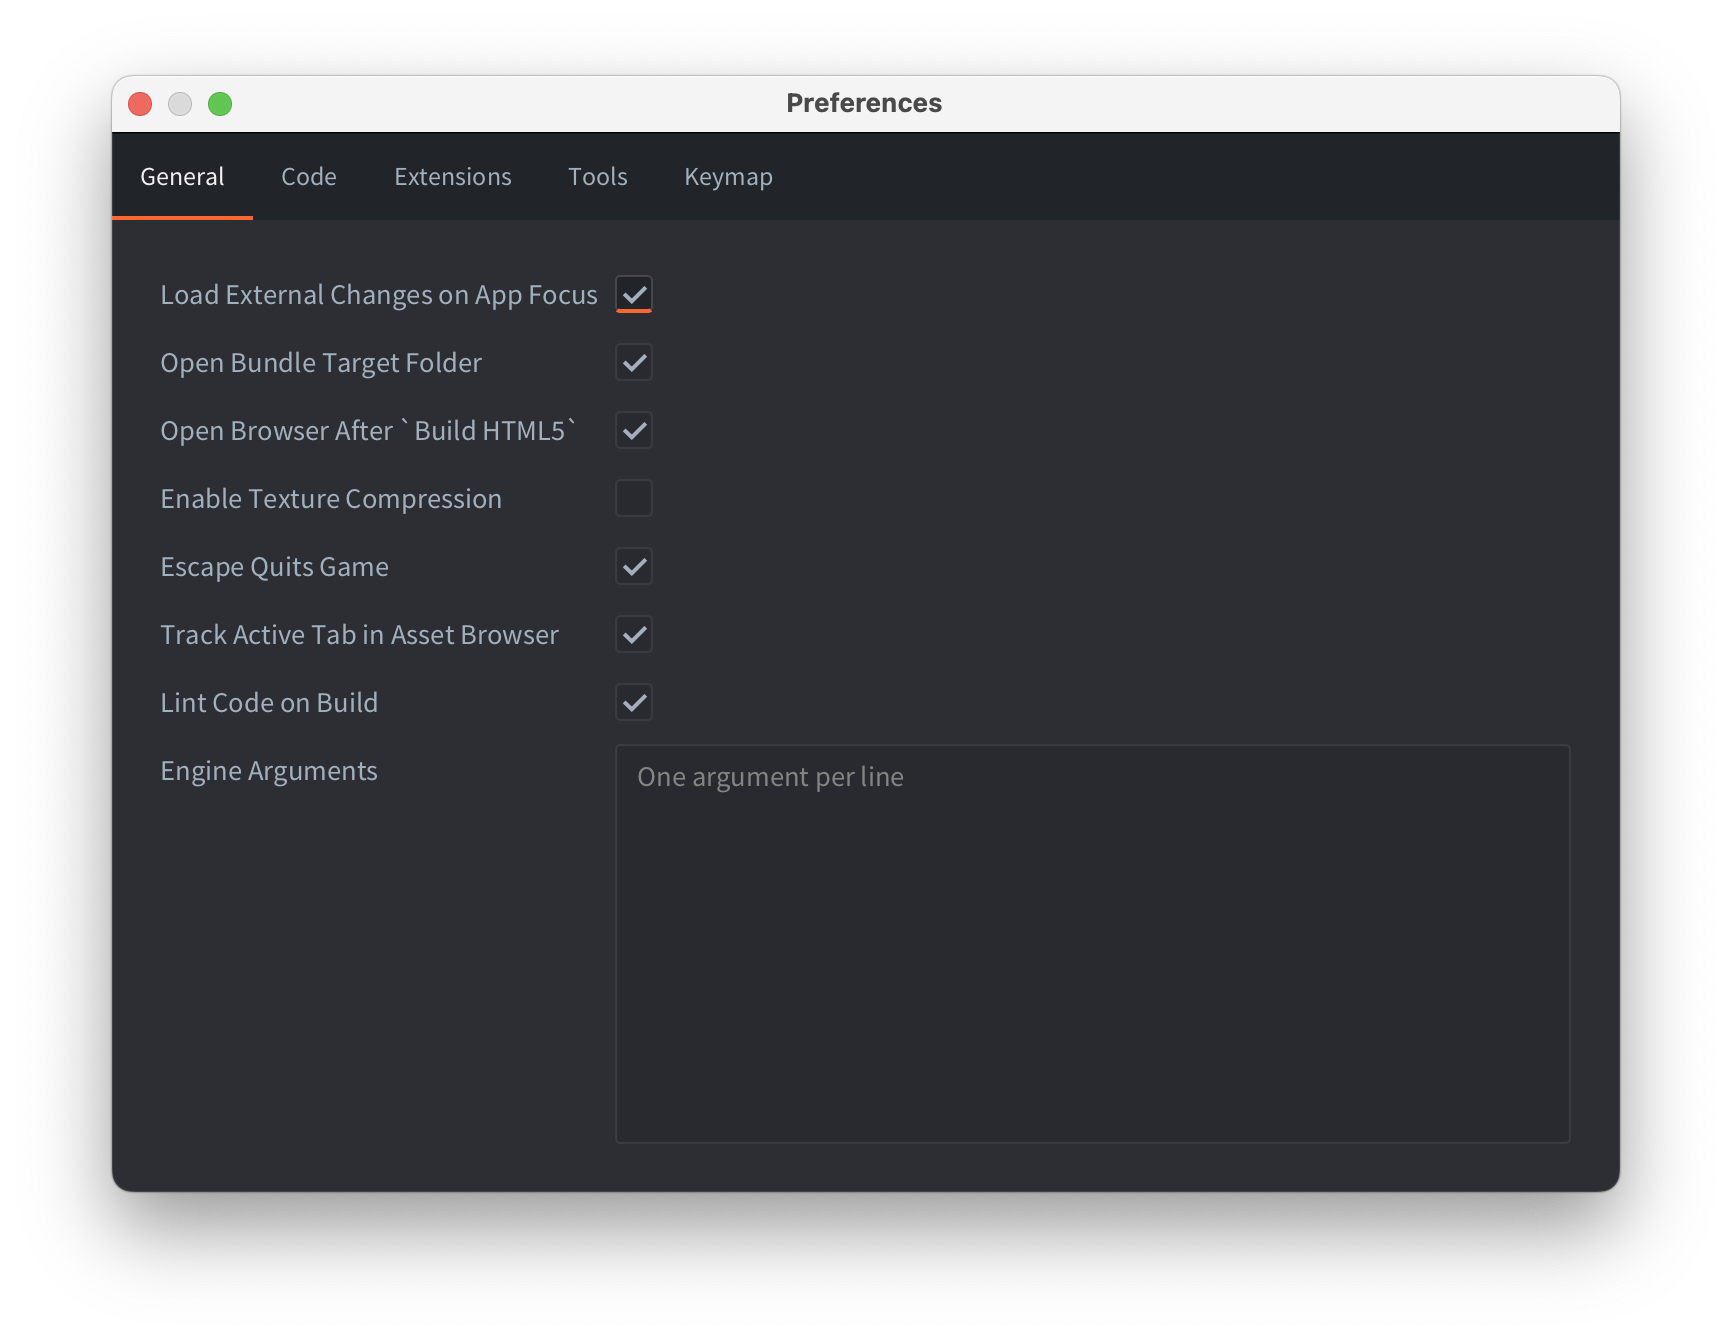 Preferences
General Code Extensions Tools Keymap
Load External Changes on App Focus
Open Bundle Target Folder
Open Browser After `Build HTML5`
Enable Texture Compression
Escape Quits Game
Track Active Tab in Asset Browser
Lint Code on Build
Engine Arguments
One argument per line